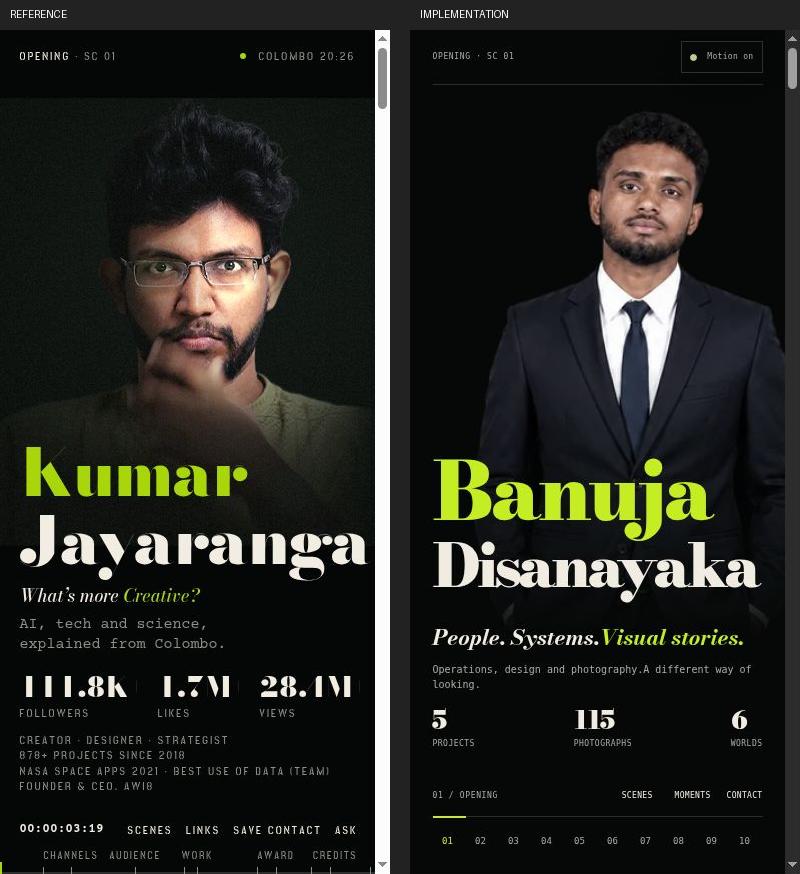 REFERENCE
OPENING · SC 01
COLOMBO 20:26
Kumar
Jayaranga
What's more Creative?
AI, tech and science,
explained from Colombo.
111.8K 1.7M 28.4M
FOLLOWERS LIKES VIEWS
CREATOR · DESIGNER · STRATEGIST
878+ PROJECTS SINCE 2018
NASA SPACE APPS 2021 · BEST USE OF DATA (TEAM)
FOUNDER & CEO, AWI8
00:00:03:19 SCENES LINKS SAVE CONTACT ASK
CHANNELS AUDIENCE WORK AWARD CREDITS
IMPLEMENTATION
OPENING · SC 01
Motion on
Banuja
Disanayaka
People. Systems.Visual stories.
Operations, design and photography.A different way of
looking.
5 115 6
PROJECTS PHOTOGRAPHS WORLDS
01 / OPENING SCENES MOMENTS CONTACT
01 02 03 04 05 06 07 08 09 10